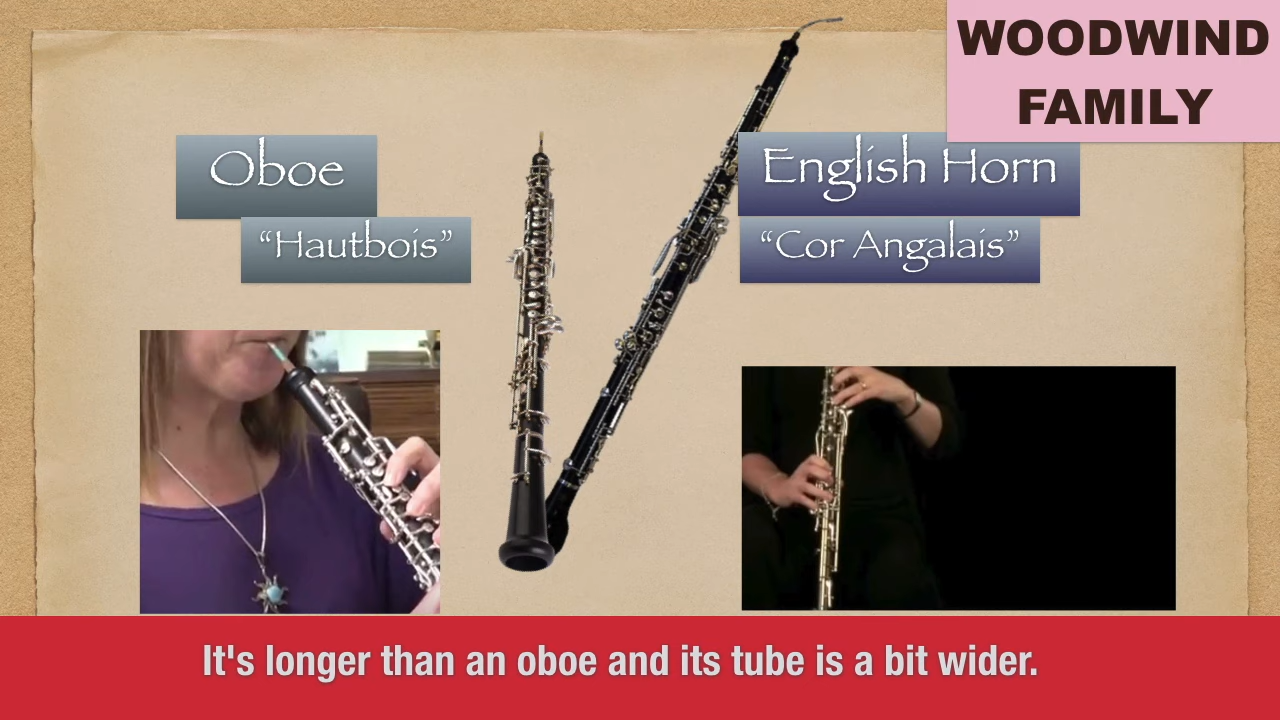 WOODWIND
FAMILY
Oboe
English Horn
“Hautbois”
“Cor Angalais”
It's longer than an oboe and its tube is a bit wider.